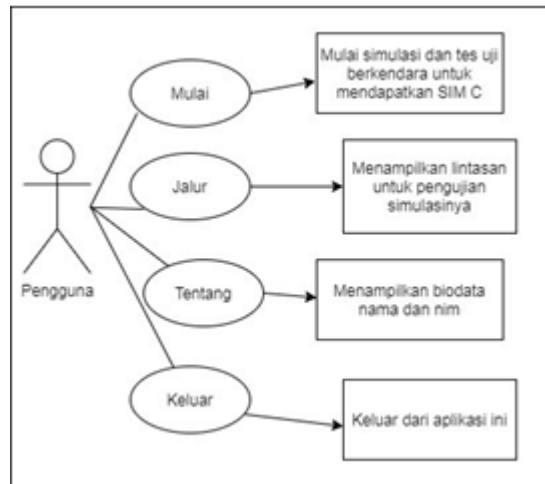 Mulai
Mulai simulasi dan tes uji
berkendara untuk
mendapatkan SIM C
Jalur
Menampilkan lintasan
untuk pengujian
simulasinya
Pengguna
Tentang
Menampilkan biodata
nama dan nim
Keluar
Keluar dari aplikasi ini